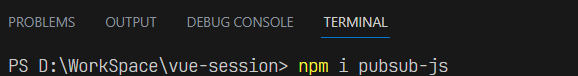 PROBLEMS OUTPUT DEBUG CONSOLE TERMINAL
PS D:\WorkSpace\vue-session> npm i pubsub-js